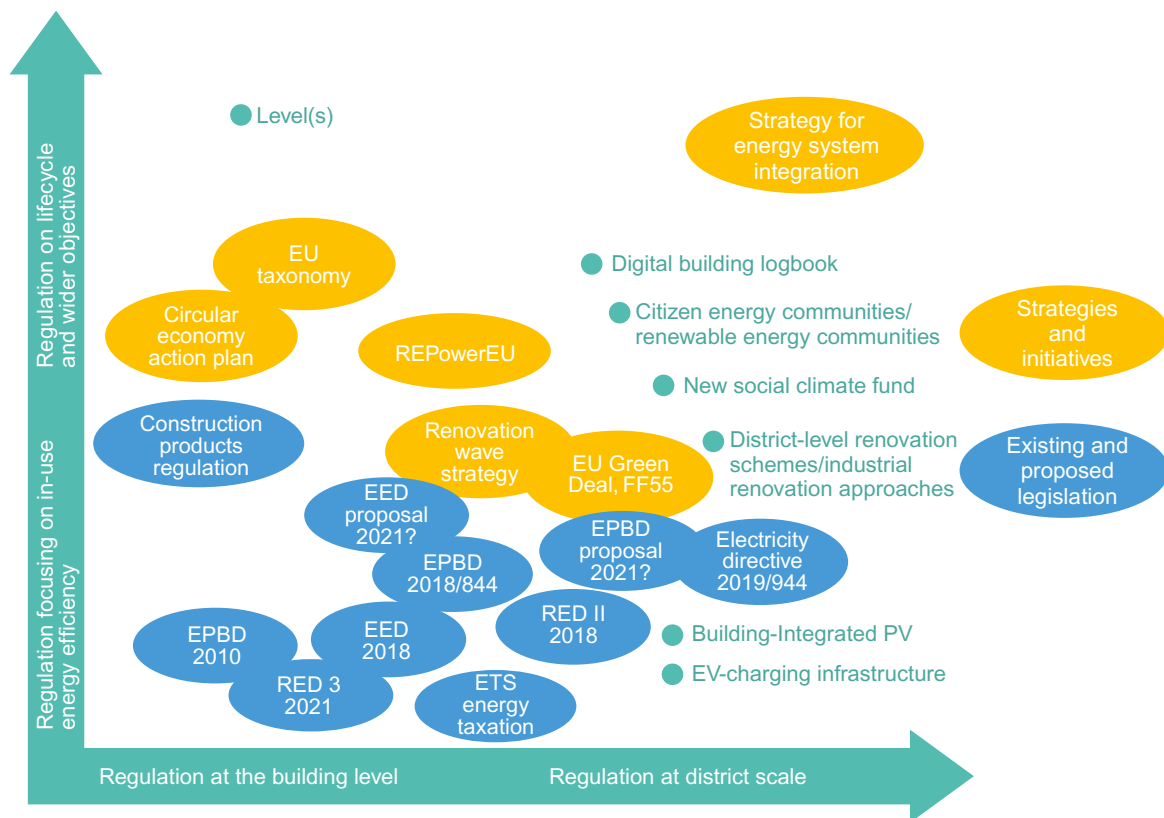 Level(s)
Strategy for
energy system
integration
Regulation on lifecycle
and wider objectives
EU
taxonomy
Digital building logbook
Circular
economy
action plan
Citizen energy communities/
renewable energy communities
Strategies
and
initiatives
REPowerEU
New social climate fund
Construction
products
regulation
Renovation
wave
strategy
EU Green
Deal, FF55
District-level renovation
schemes/industrial
renovation approaches
Existing and
proposed
legislation
Regulation focusing on in-use
energy efficiency
EED
proposal
2021?
EPBD
2018/844
EPBD
proposal
2021?
Electricity
directive
2019/944
EPBD
2010
EED
2018
RED II
2018
Building-Integrated PV
RED 3
2021
ETS
energy
taxation
EV-charging infrastructure
Regulation at the building level
Regulation at district scale